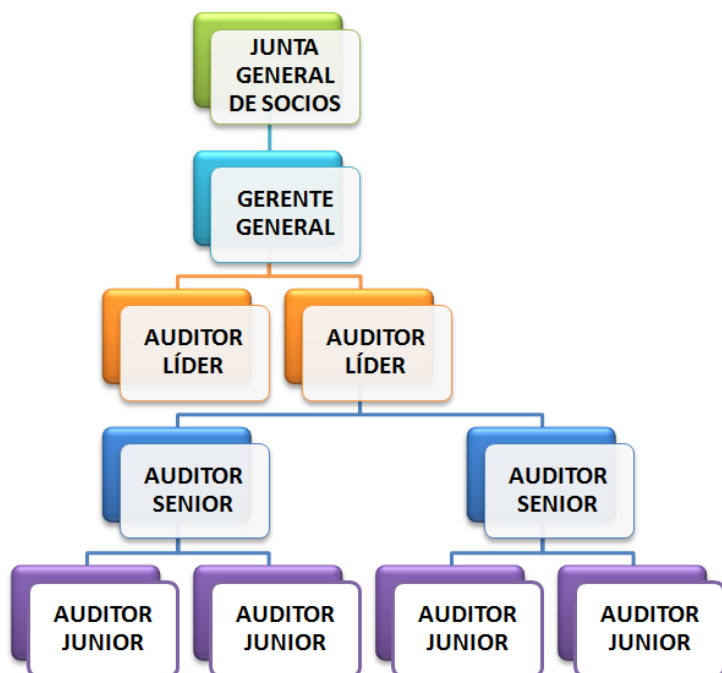 JUNTA
GENERAL
DE SOCIOS
GERENTE
GENERAL
AUDITOR
LÍDER
AUDITOR
LÍDER
AUDITOR
SENIOR
AUDITOR
SENIOR
AUDITOR
JUNIOR
AUDITOR
JUNIOR
AUDITOR
JUNIOR
AUDITOR
JUNIOR